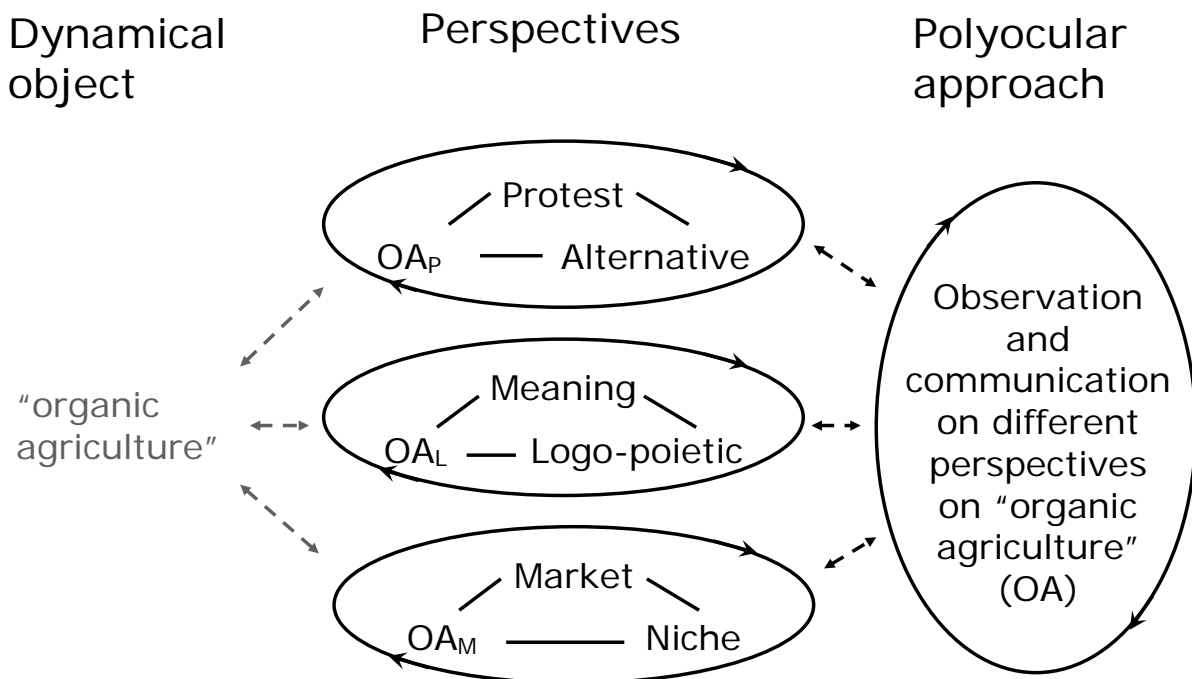 Dynamical
object
Perspectives
Polyocular
approach
Protest
OAP
Alternative
Meaning
OAL
Logo-poietic
Market
OAM
Niche
“organic
agriculture”
Observation
and
communication
on different
perspectives
on “organic
agriculture”
(OA)